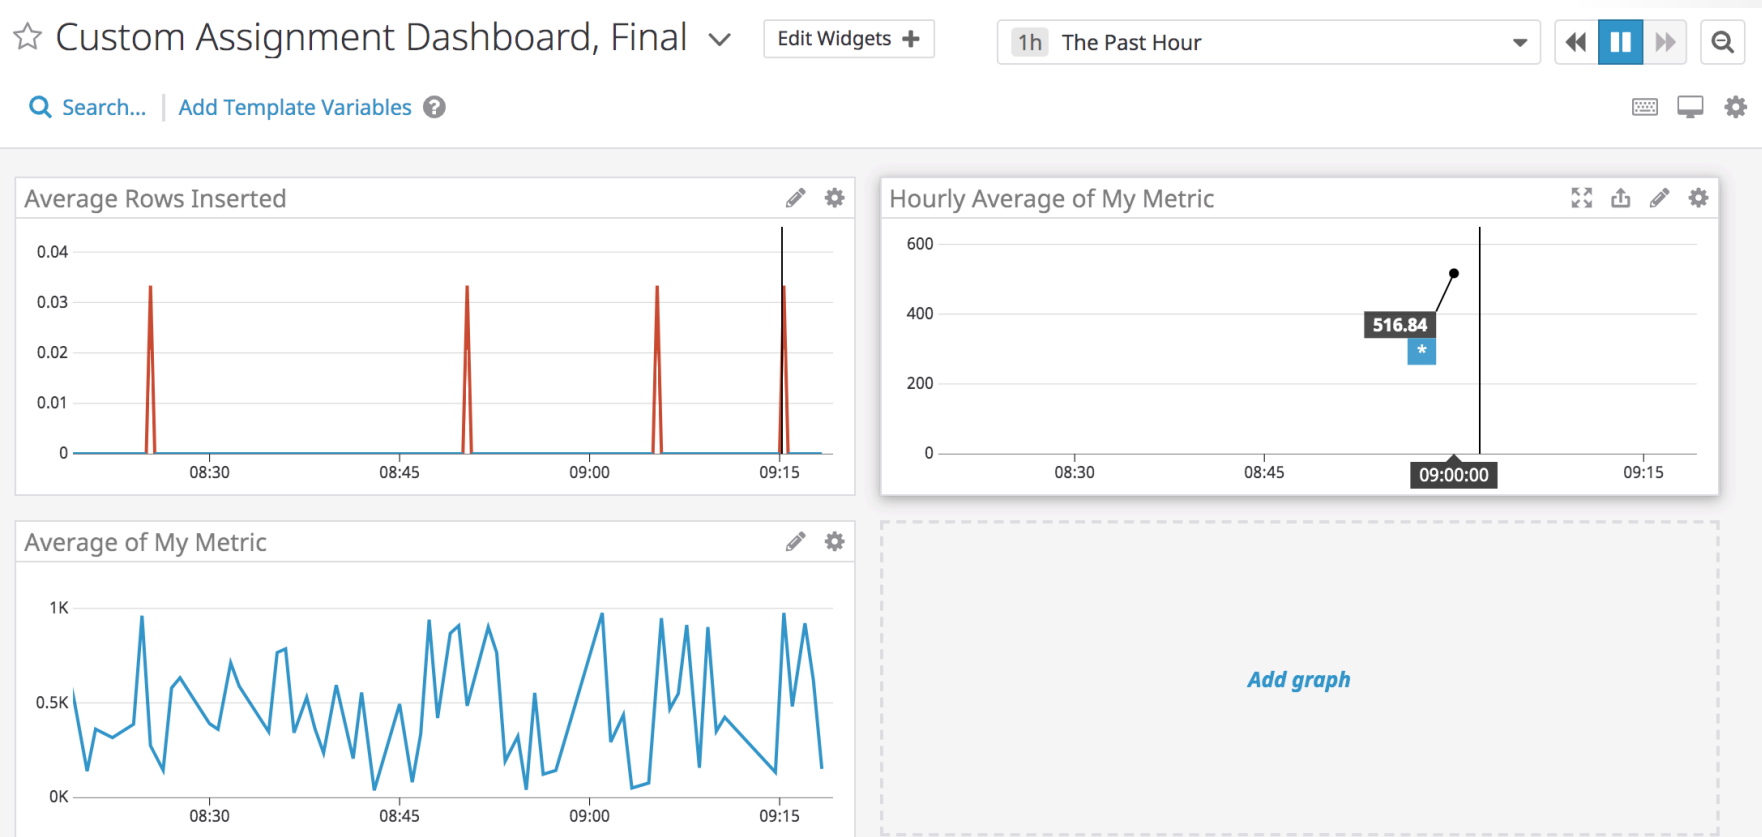 Custom Assignment Dashboard, Final
Edit Widgets +
1h The Past Hour
Search...
Add Template Variables ?
Average Rows Inserted
0.04
0.03
0.02
0.01
0
08:30 08:45 09:00 09:15
Hourly Average of My Metric
600
400
200
0
516.84
*
08:30 08:45 09:00:00 09:15
Average of My Metric
1K
0.5K
0K
08:30 08:45 09:00 09:15
Add graph